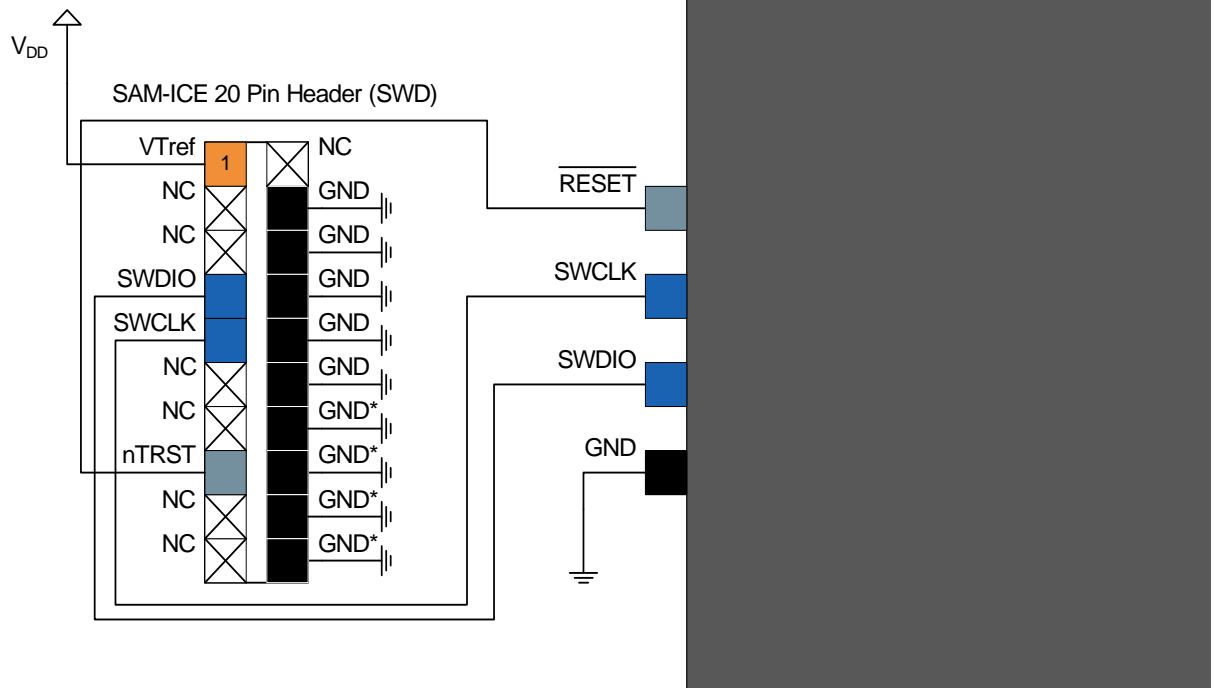 V_DD
SAM-ICE 20 Pin Header (SWD)
VTref 1 NC
NC GND
RESET
NC GND
SWDIO GND
SWCLK
SWCLK GND
NC GND
SWDIO
NC GND*
nTRST GND*
GND
NC GND*
NC GND*